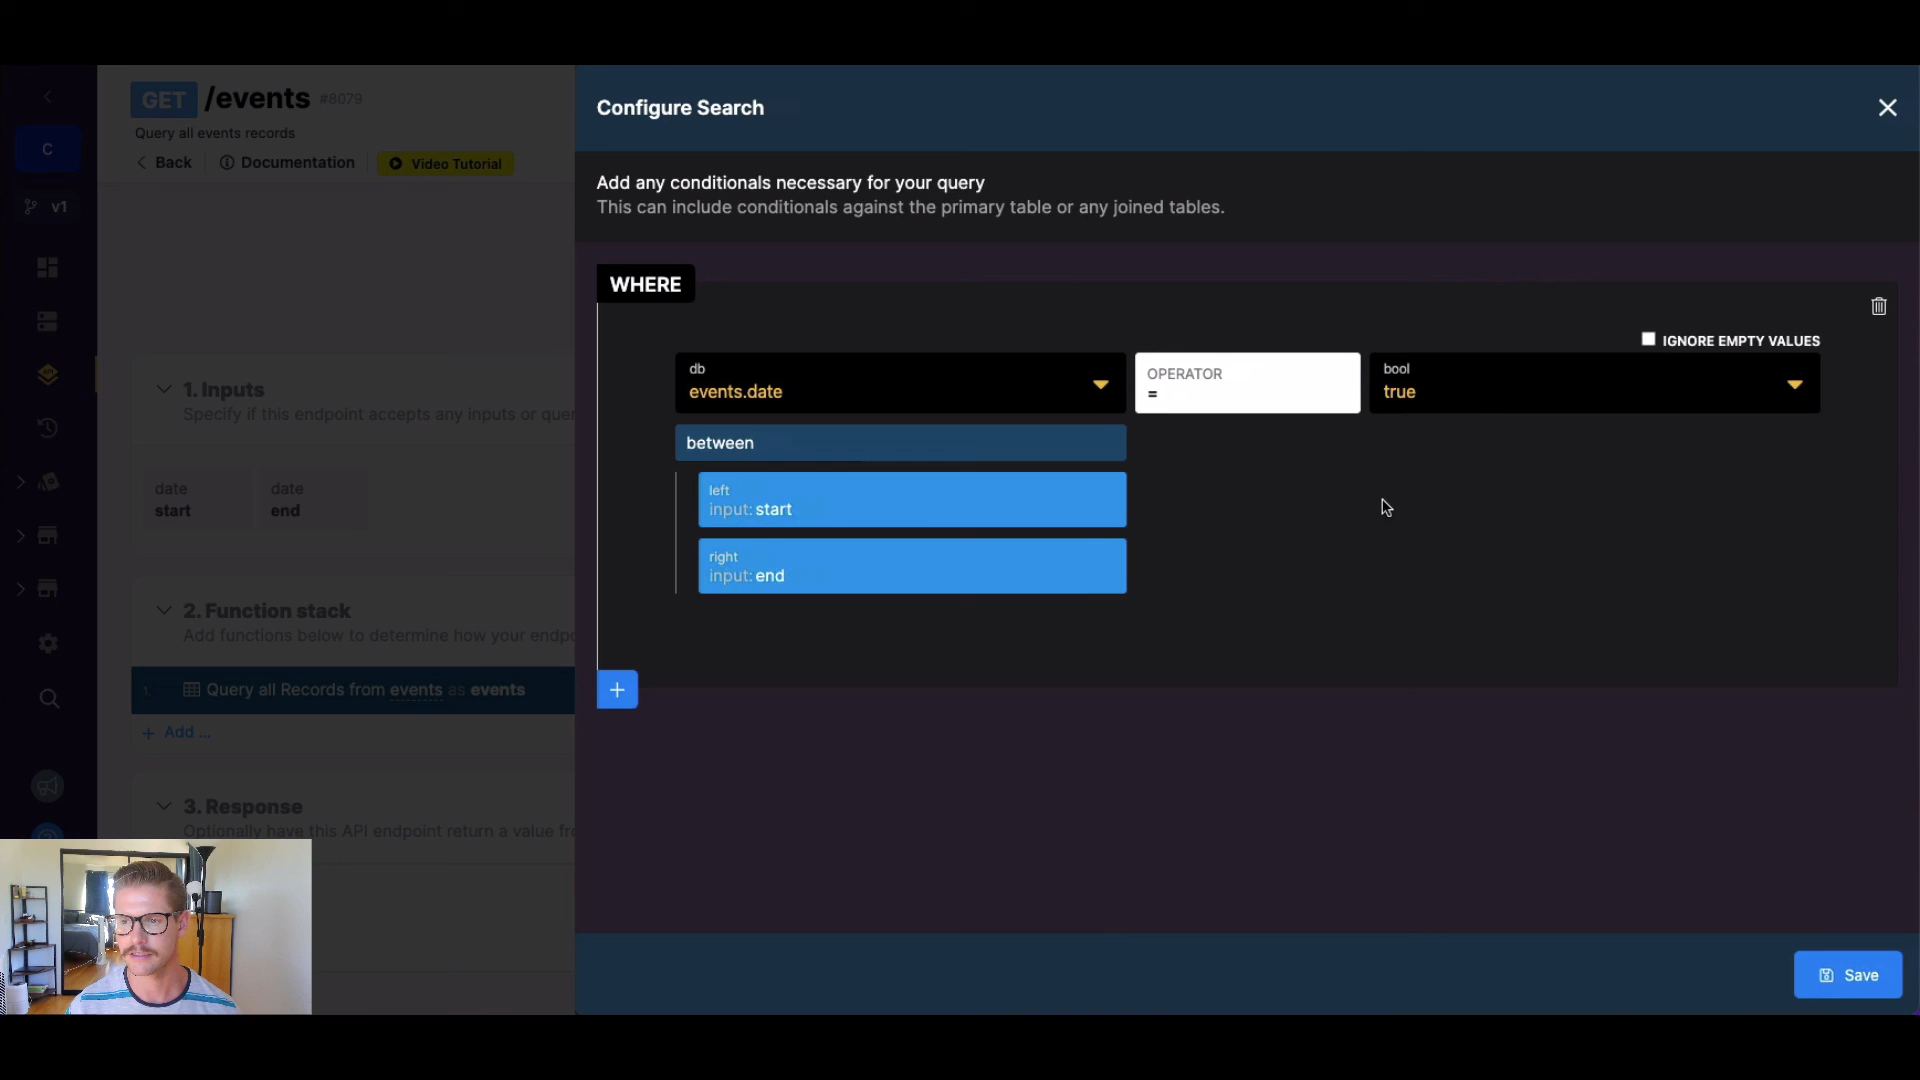 GET /events #8079
Query all events records
Back
Documentation
Video Tutorial
C
v1
1. Inputs
Specify if this endpoint accepts any inputs or quer
date
start
date
end
2. Function stack
Add functions below to determine how your endpo
1. Query all Records from events as events
+ Add ...
3. Response
Optionally have this API endpoint return a value fro
Configure Search
Add any conditionals necessary for your query
This can include conditionals against the primary table or any joined tables.
WHERE
IGNORE EMPTY VALUES
db
events.date
OPERATOR
=
bool
true
between
left
input: start
right
input: end
+
Save